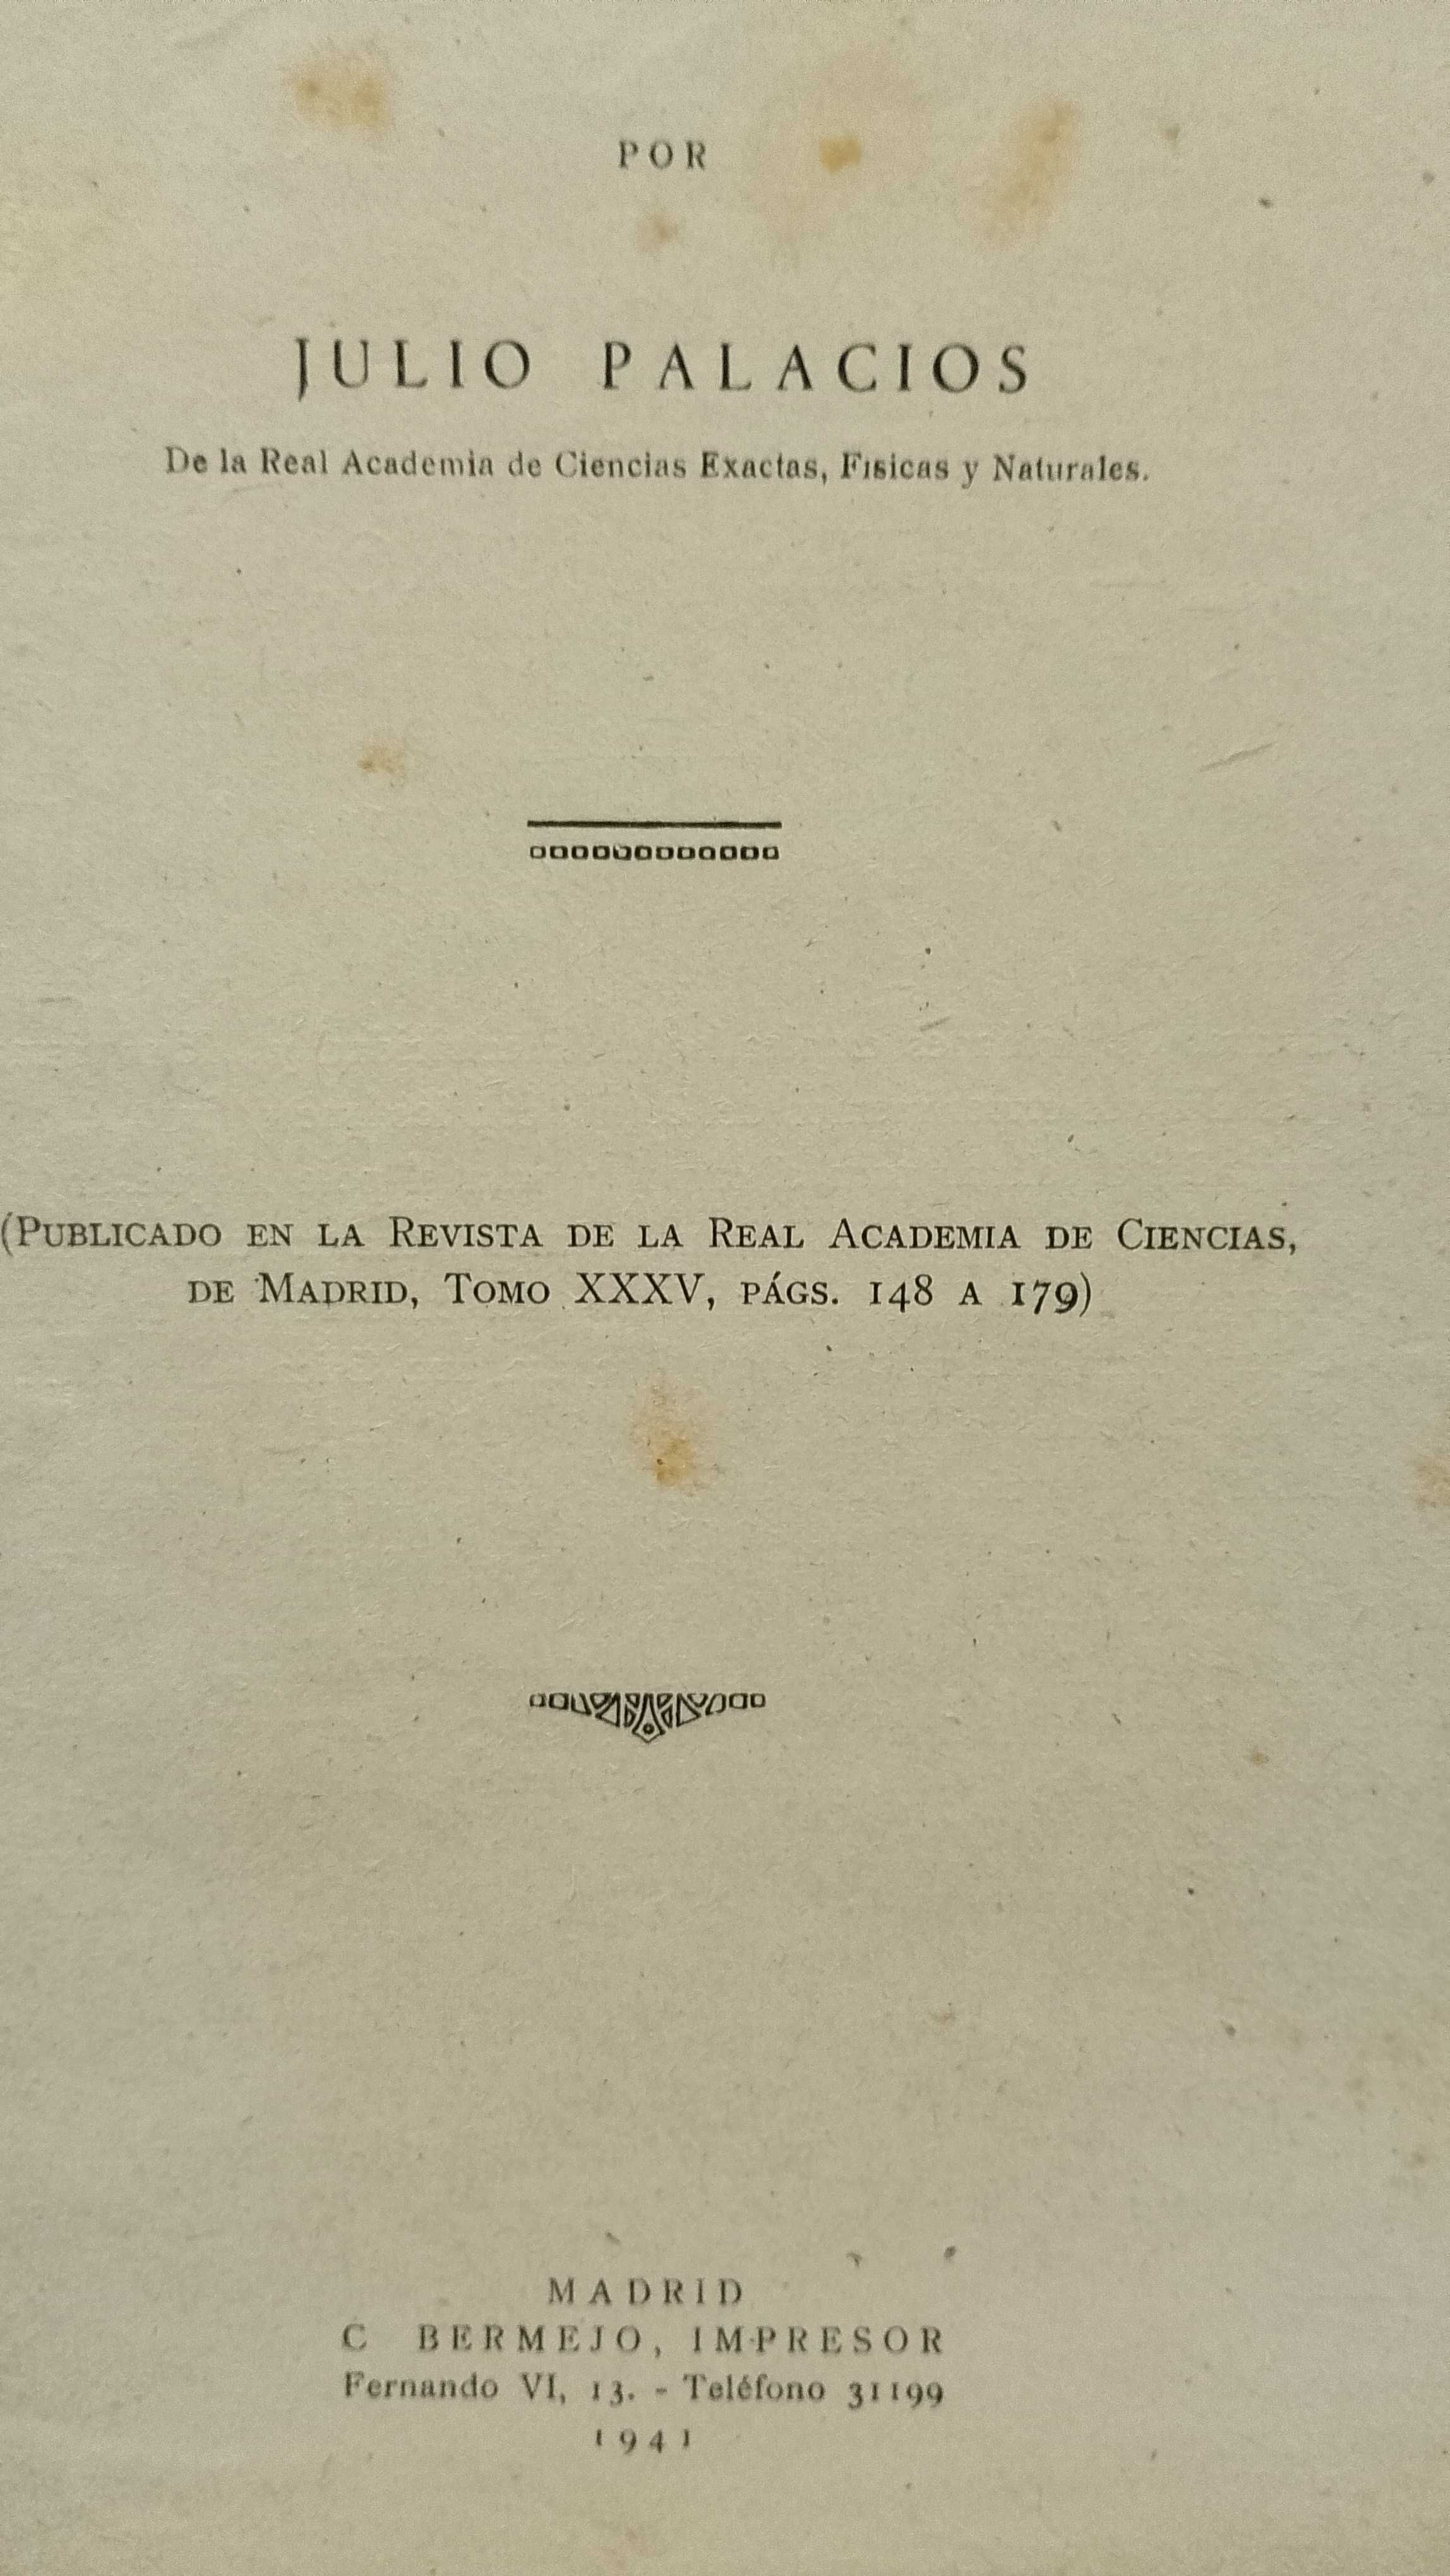 POR
JULIO PALACIOS
De la Real Academia de Ciencias Exactas, Fisicas y Naturales.
(Publicado en la Revista de la Real Academia de Ciencias,
de Madrid, Tomo XXXV, págs. 148 a 179)
MADRID
C BERMEJO, IMPRESOR
Fernando VI, 13. - Teléfono 31199
1941